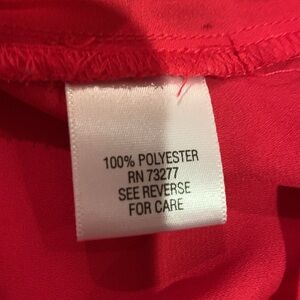 100% POLYESTER
RN 73277
SEE REVERSE
FOR CARE